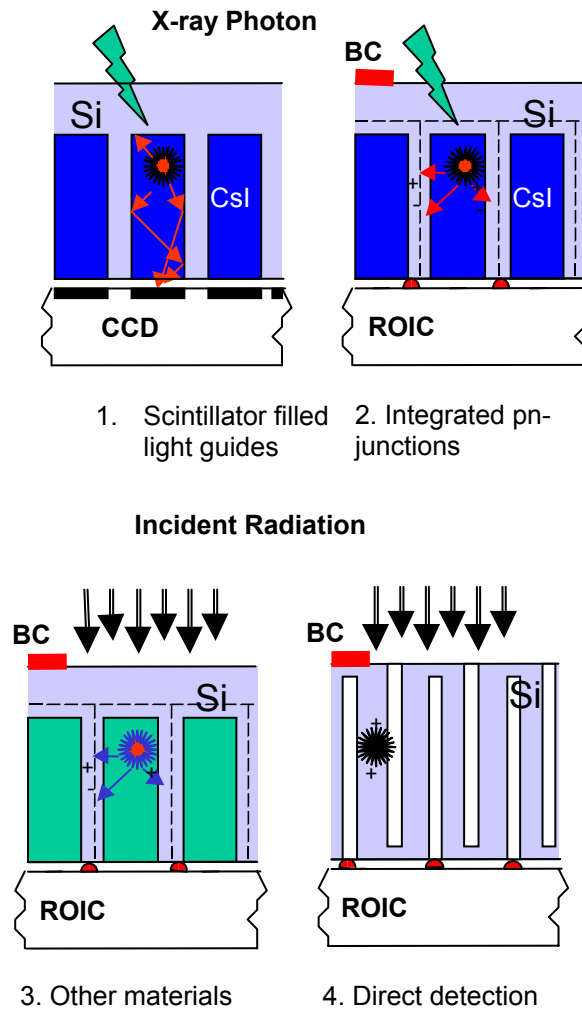 X-ray Photon
BC
Si
Si
CsI
CsI
+
-
CCD
ROIC
1. Scintillator filled
light guides
2. Integrated pn-
junctions
Incident Radiation
BC
BC
Si
Si
+
-
+
+
+
ROIC
ROIC
3. Other materials
4. Direct detection